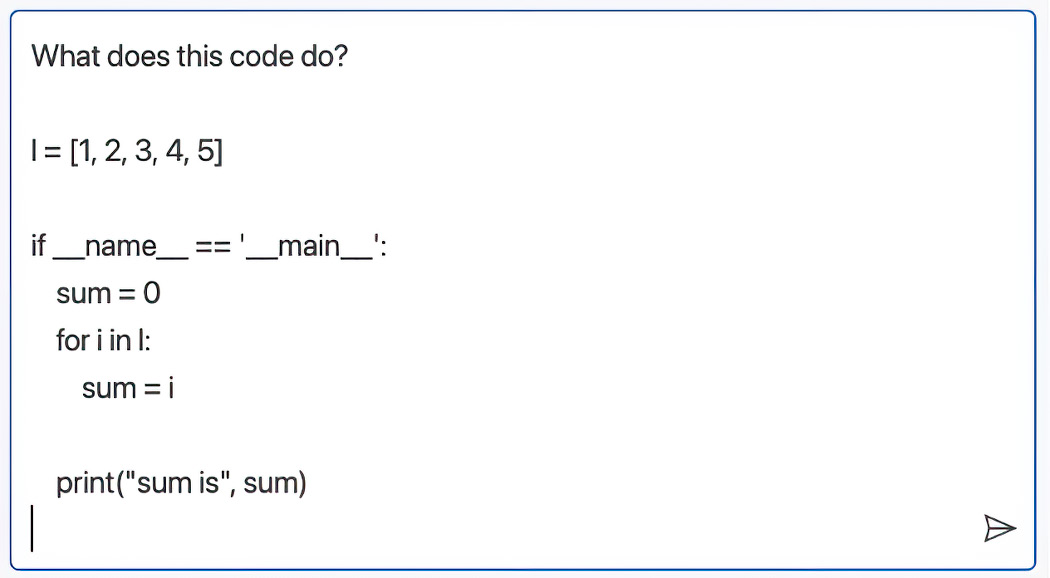 What does this code do?
l = [1, 2, 3, 4, 5]
if __name__ == '__main__':
    sum = 0
    for i in l:
        sum = i
    print("sum is", sum)